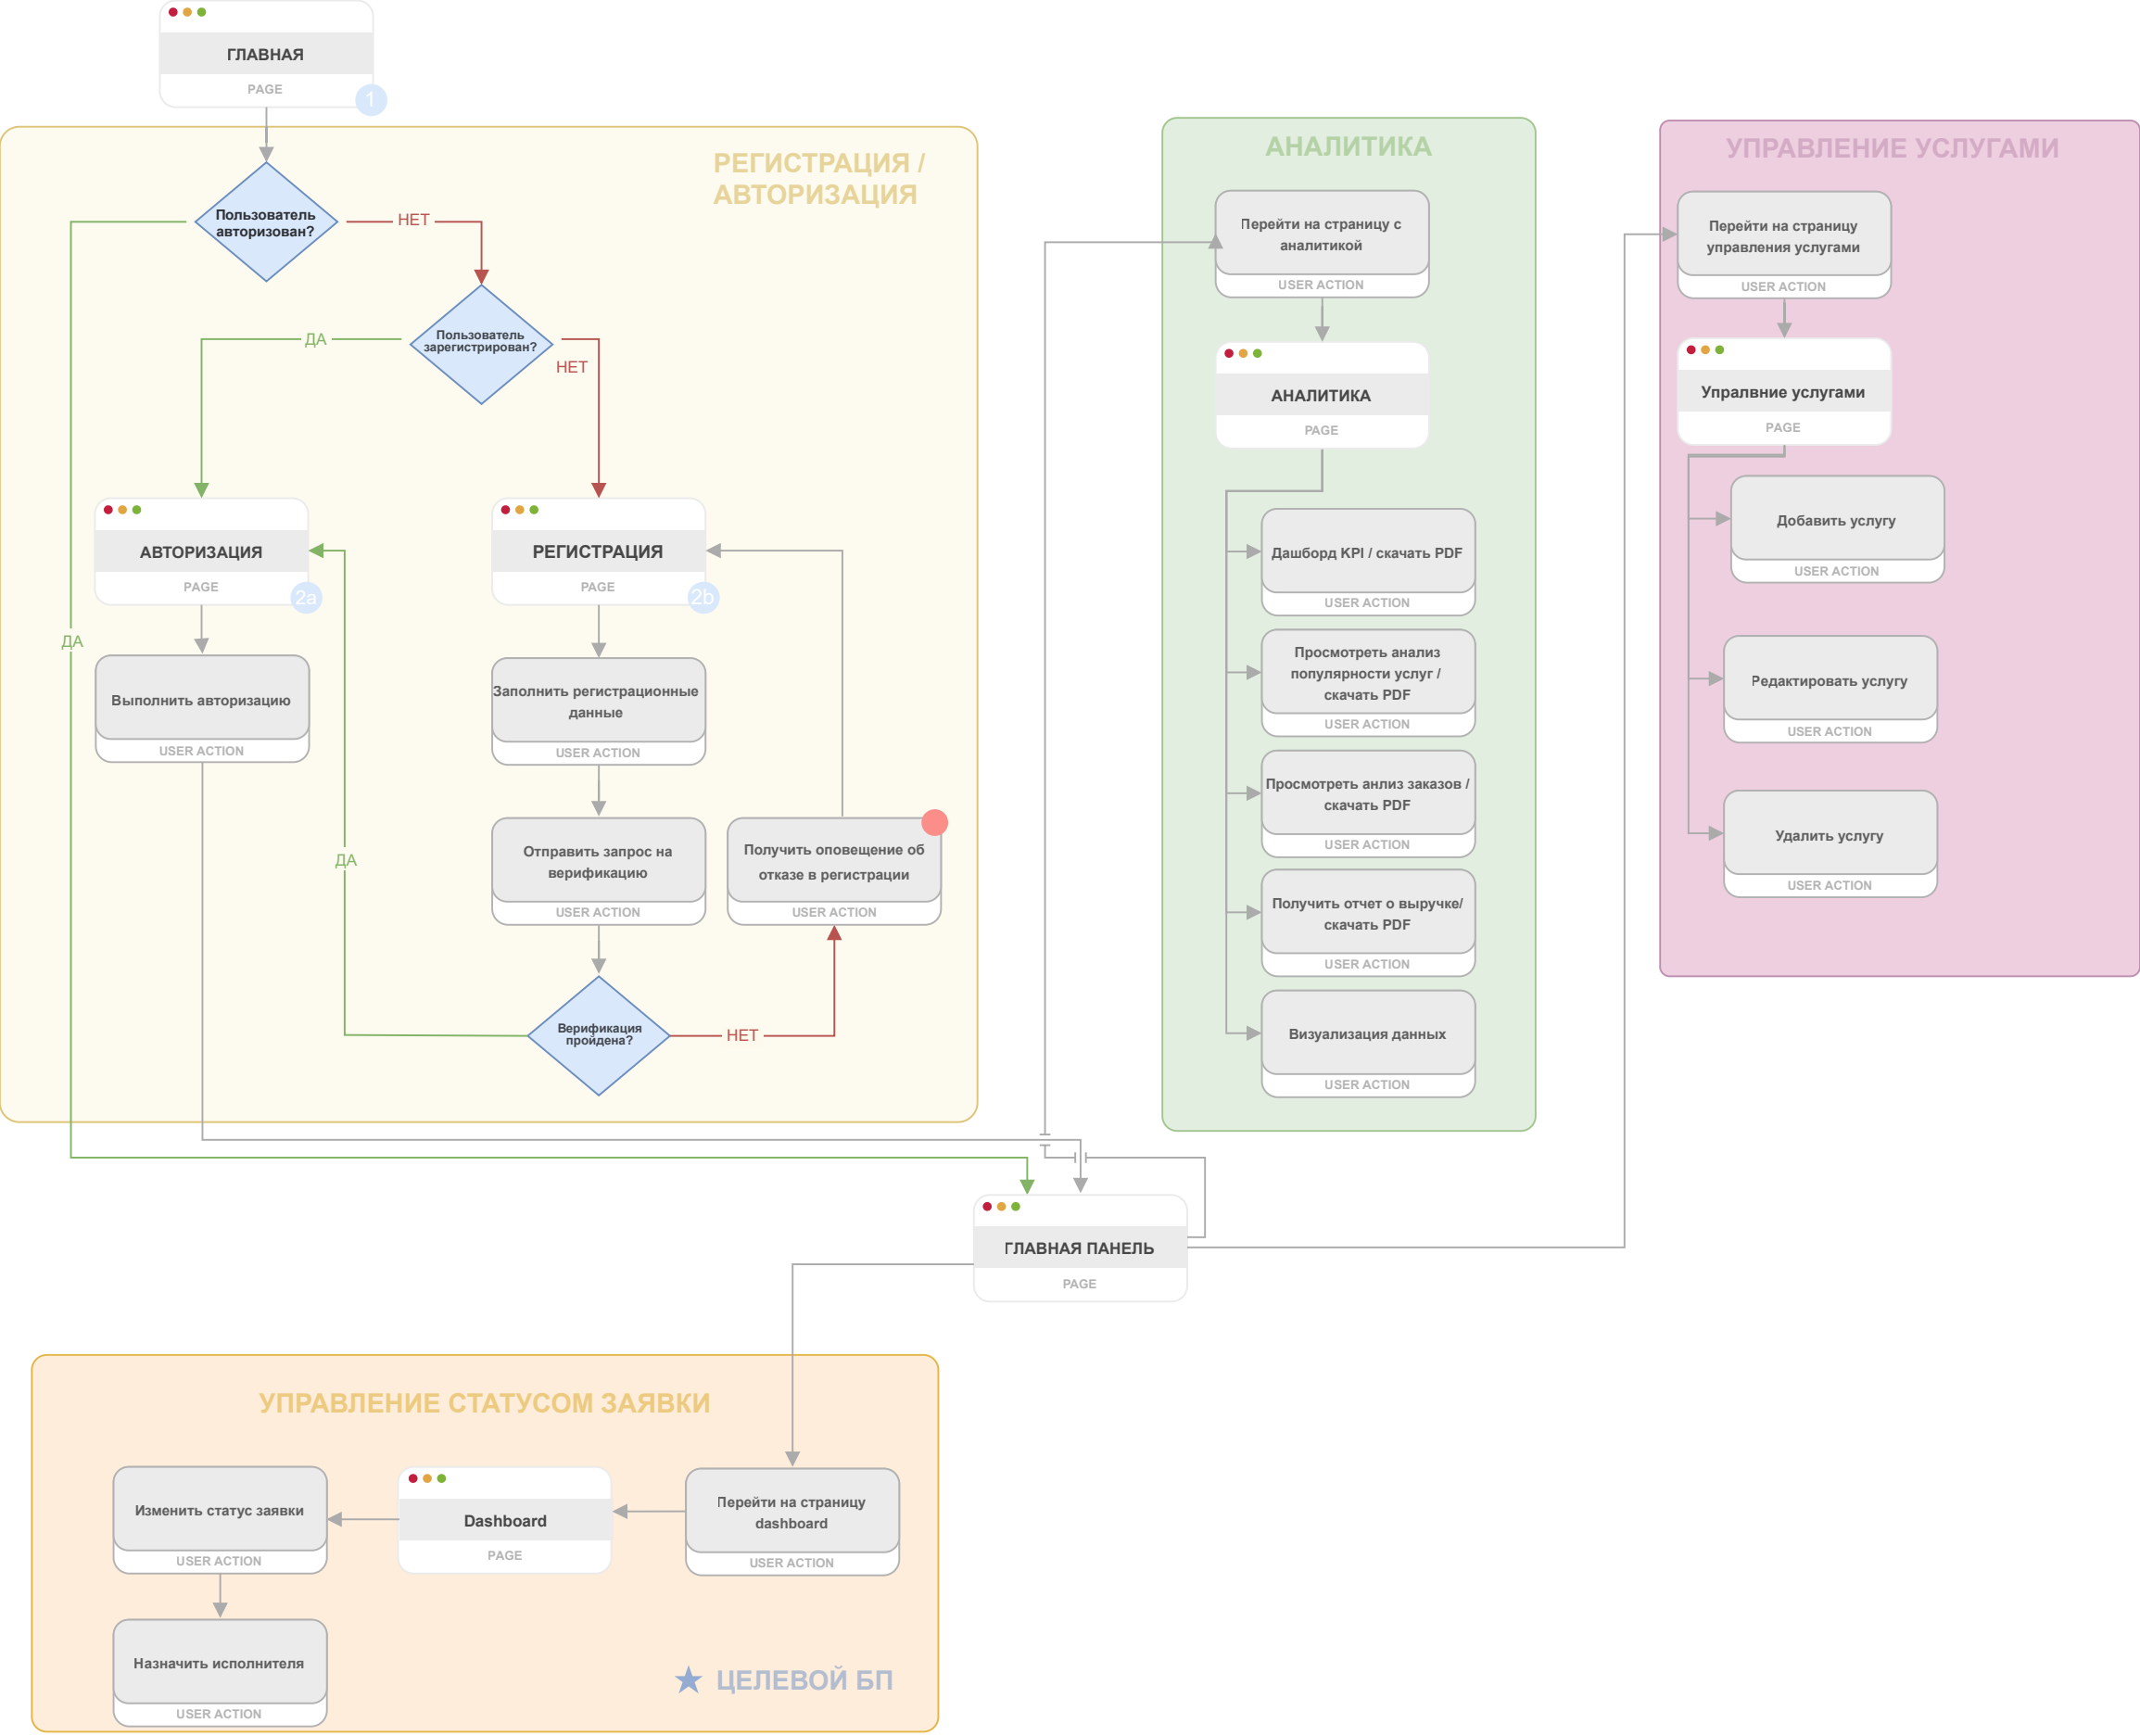 ГЛАВНАЯ
PAGE
1
РЕГИСТРАЦИЯ /
АВТОРИЗАЦИЯ
Пользователь
авторизован?
НЕТ
Пользователь
зарегистрирован?
ДА
НЕТ
АВТОРИЗАЦИЯ
PAGE
2a
РЕГИСТРАЦИЯ
PAGE
2b
ДА
Выполнить авторизацию
USER ACTION
Заполнить регистрационные
данные
USER ACTION
ДА
Отправить запрос на
верификацию
USER ACTION
Получить оповещение об
отказе в регистрации
USER ACTION
Верификация
пройдена?
НЕТ
АНАЛИТИКА
Перейти на страницу с
аналитикой
USER ACTION
АНАЛИТИКА
PAGE
Дашборд KPI / скачать PDF
USER ACTION
Просмотреть анализ
популярности услуг /
скачать PDF
USER ACTION
Просмотреть анлиз заказов /
скачать PDF
USER ACTION
Получить отчет о выручке/
скачать PDF
USER ACTION
Визуализация данных
USER ACTION
УПРАВЛЕНИЕ УСЛУГАМИ
Перейти на страницу
управления услугами
USER ACTION
Упралвние услугами
PAGE
Добавить услугу
USER ACTION
Редактировать услугу
USER ACTION
Удалить услугу
USER ACTION
ГЛАВНАЯ ПАНЕЛЬ
PAGE
УПРАВЛЕНИЕ СТАТУСОМ ЗАЯВКИ
Изменить статус заявки
USER ACTION
Dashboard
PAGE
Перейти на страницу
dashboard
USER ACTION
Назначить исполнителя
USER ACTION
ЦЕЛЕВОЙ БП